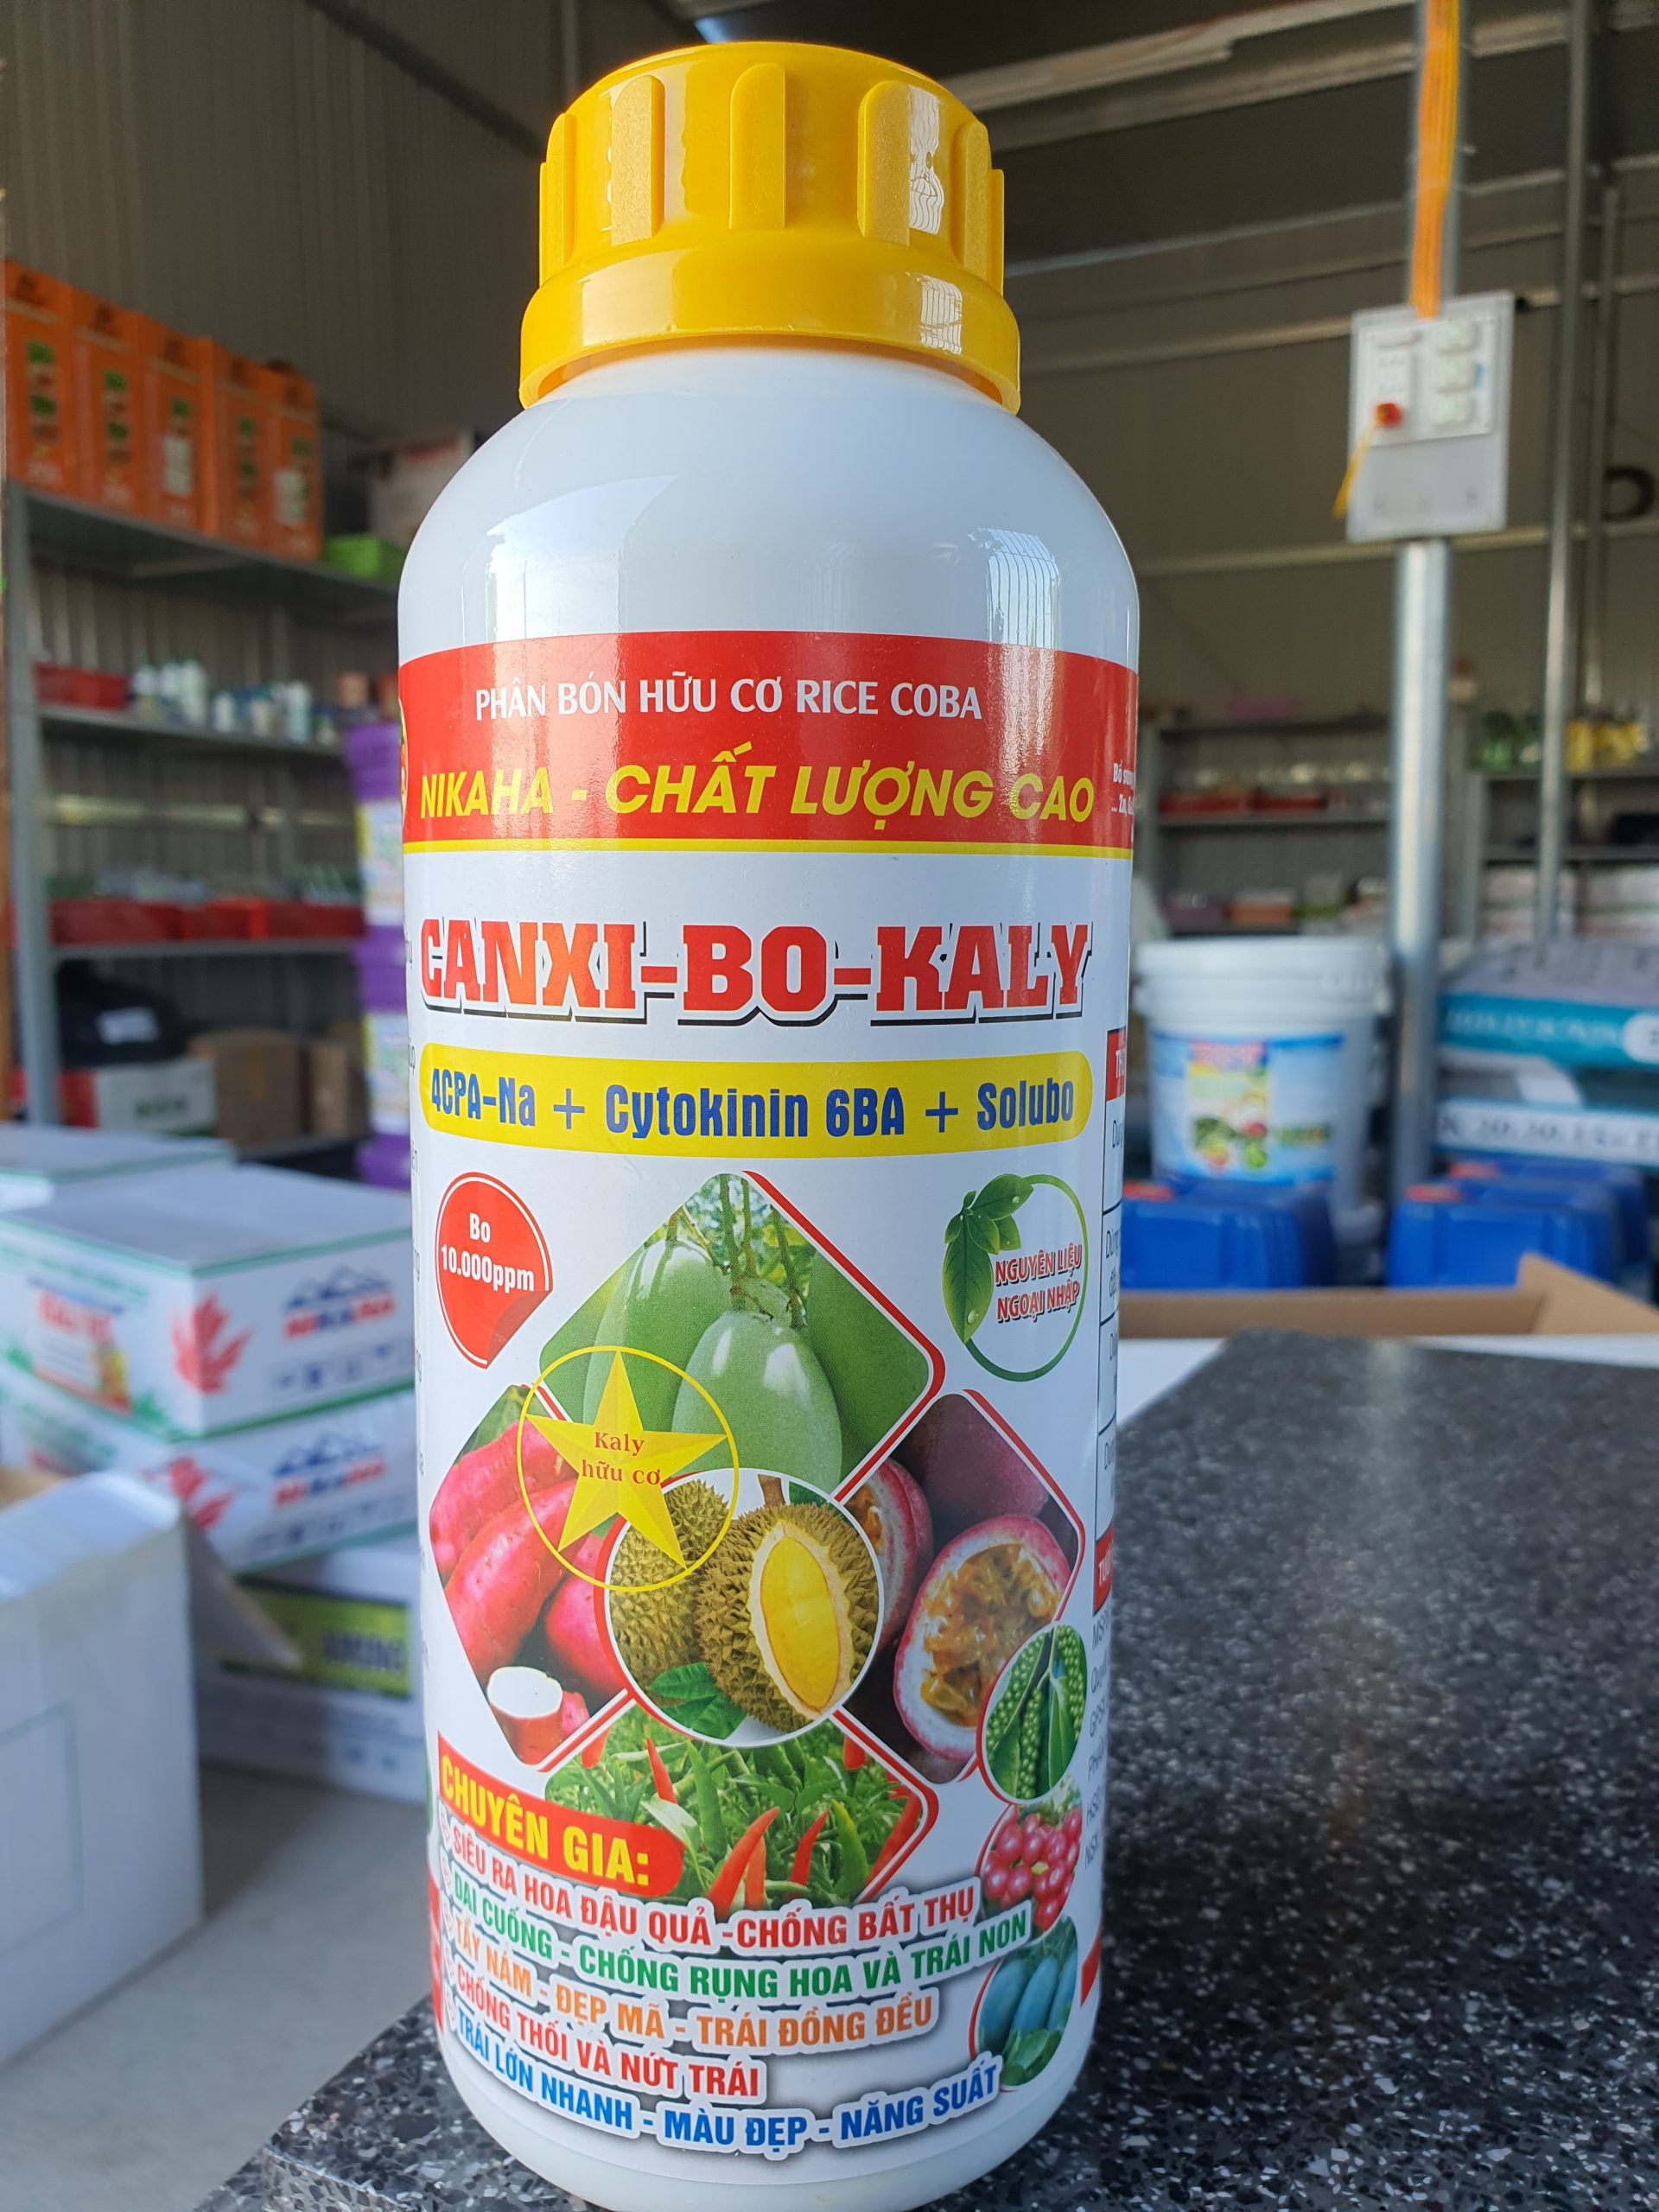 PHÂN BÓN HỮU CƠ RICE COBA
NIKAHA - CHẤT LƯỢNG CAO
CANXI-BO-KALY
4CPA-Na + Cytokinin 6BA + Solubo
Bo
10.000ppm
NGUYÊN LIỆU
NGOẠI NHẬP
Kaly
hữu cơ
CHUYÊN GIA:
SIÊU RA HOA ĐẬU QUẢ -CHỐNG BẤT THỤ
DAI CUỐNG - CHỐNG RỤNG HOA VÀ TRÁI NON
TẨY NÁM - ĐẸP MÃ - TRÁI ĐỒNG ĐỀU
CHỐNG THỐI VÀ NỨT TRÁI
TRÁI LỚN NHANH - MÀU ĐẸP - NĂNG SUẤT